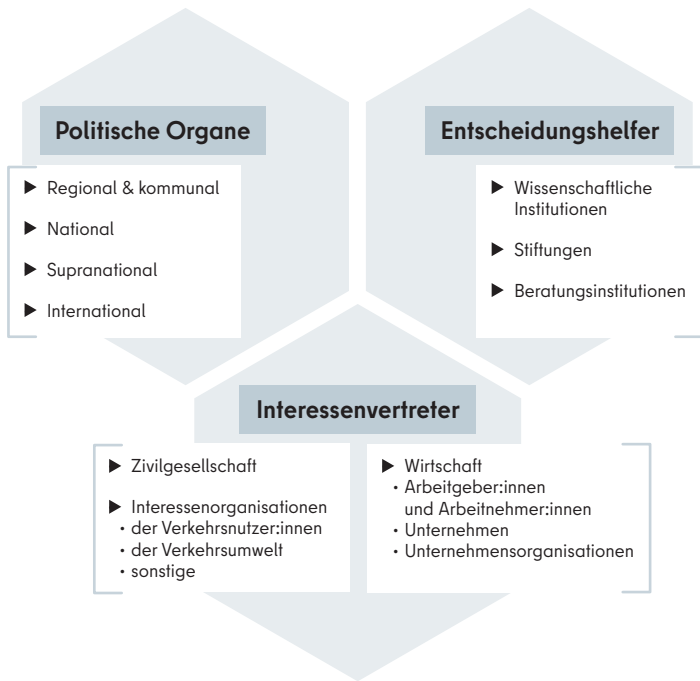 Politische Organe
▶ Regional & kommunal
▶ National
▶ Supranational
▶ International
Entscheidungshelfer
▶ Wissenschaftliche
Institutionen
▶ Stiftungen
▶ Beratungsinstitutionen
Interessenvertreter
▶ Zivilgesellschaft
▶ Interessenorganisationen
• der Verkehrsnutzer:innen
• der Verkehrsumwelt
• sonstige
▶ Wirtschaft
• Arbeitgeber:innen
und Arbeitnehmer:innen
• Unternehmen
• Unternehmensorganisationen